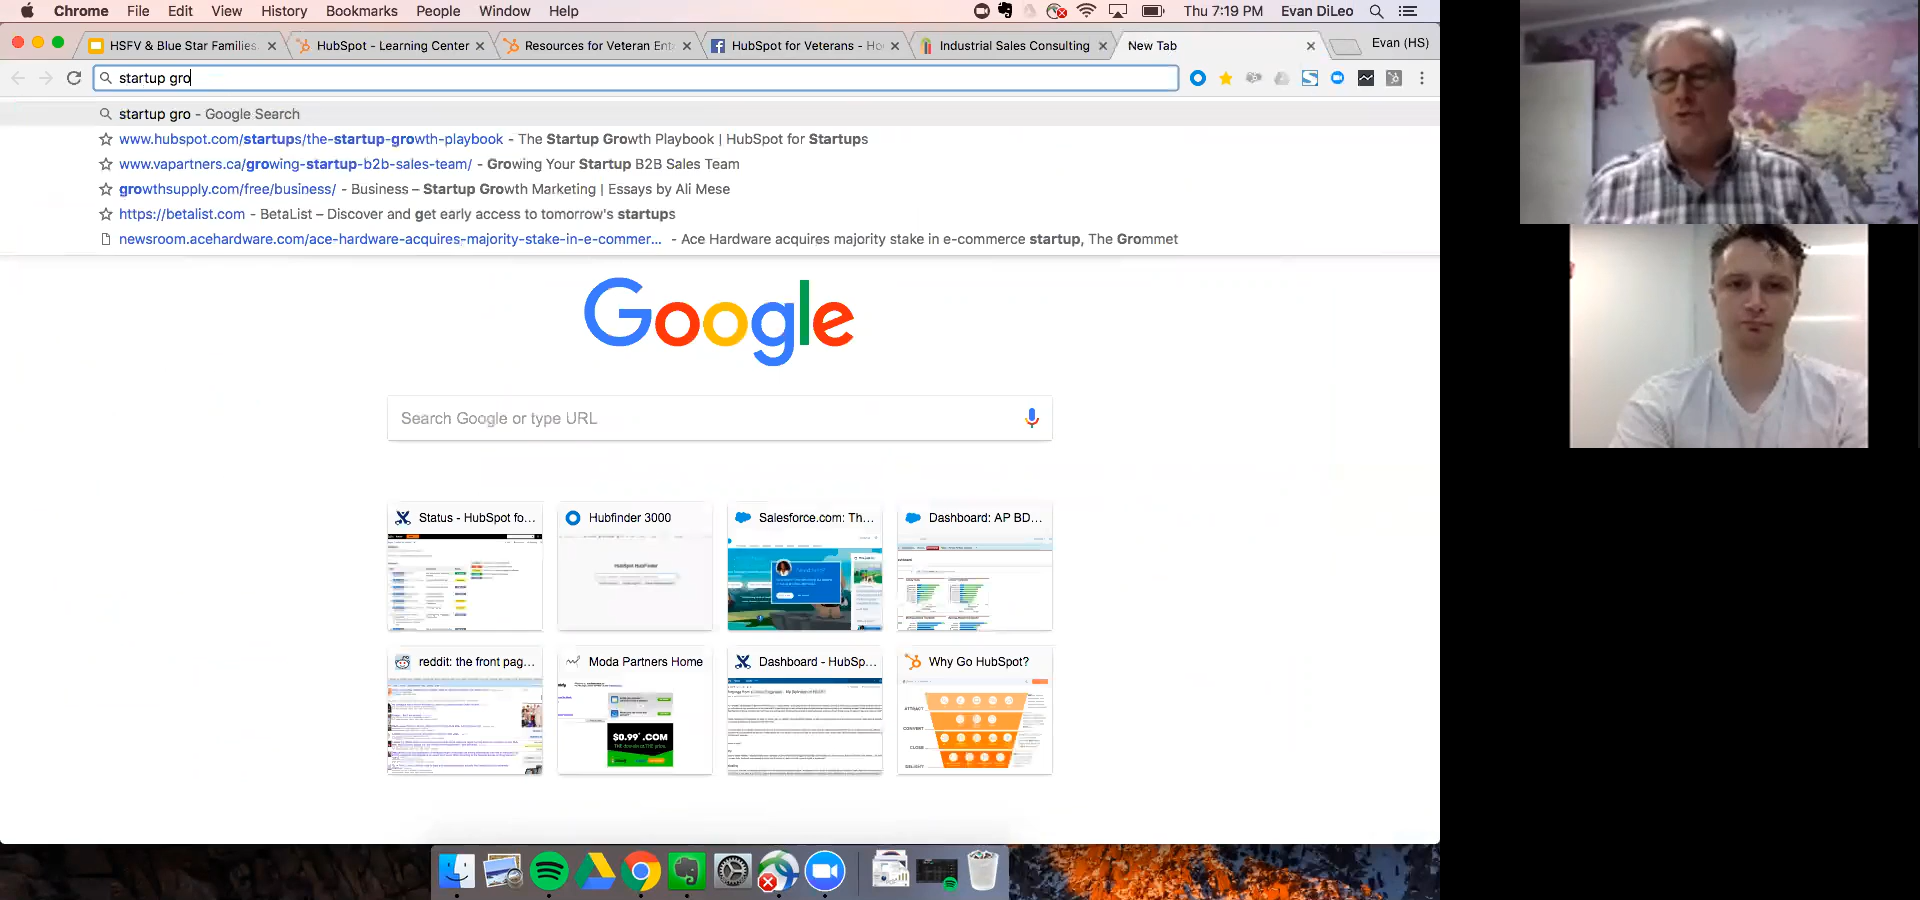 Chrome File Edit View History Bookmarks People Window Help Thu 7:19 PM Evan DiLeo
HSFV & Blue Star Families. HubSpot - Learning Center Resources for Veteran Ent HubSpot for Veterans - Ho Industrial Sales Consulting New Tab Evan (HS)
startup gro
startup gro - Google Search
www.hubspot.com/startups/the-startup-growth-playbook - The Startup Growth Playbook | HubSpot for Startups
www.vapartners.ca/growing-startup-b2b-sales-team/ - Growing Your Startup B2B Sales Team
growthsupply.com/free/business/ - Business – Startup Growth Marketing | Essays by Ali Mese
https://betalist.com - BetaList – Discover and get early access to tomorrow's startups
newsroom.acehardware.com/ace-hardware-acquires-majority-stake-in-e-commer... - Ace Hardware acquires majority stake in e-commerce startup, The Grommet
Google
Search Google or type URL
Status - HubSpot fo... Hubfinder 3000 Salesforce.com: Th... Dashboard: AP BD...
reddit: the front pag... Moda Partners Home Dashboard - HubSp... Why Go HubSpot?
ATTRACT
CONVERT
$0.99 .COM
CLOSE
DELIGHT